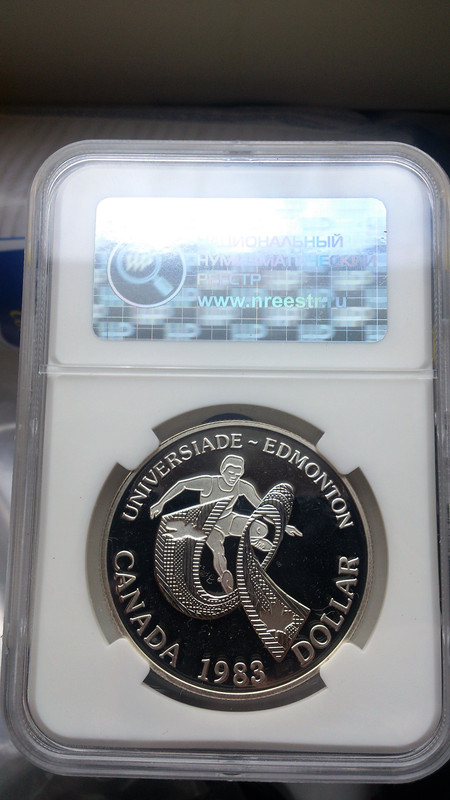 НАЦИОНАЛЬНЫЙ
НУМИЗМАТИЧЕСКИЙ
РЕЕСТР
www.nreestr.ru
UNIVERSIADE ~ EDMONTON
CANADA 1983 DOLLAR